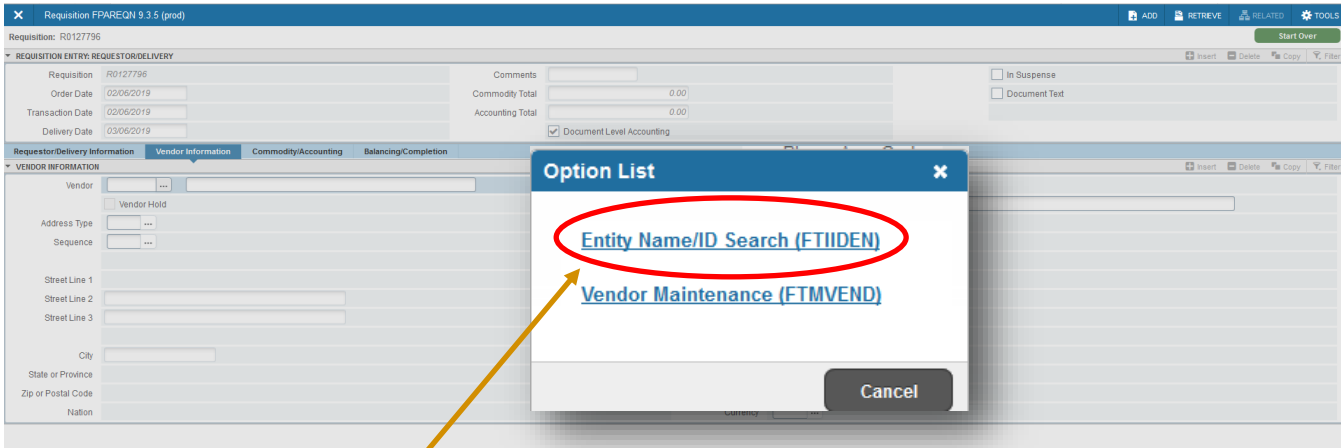 Requisition FPAREQN 9.3.5 (prod) ADD RETRIEVE RELATED TOOLS
Requisition: R0127796 Start Over
REQUISITION ENTRY: REQUESTOR/DELIVERY Insert Delete Copy Filter
Requisition R0127796 Comments In Suspense
Order Date 02/06/2019 Commodity Total 0.00 Document Text
Transaction Date 02/06/2019 Accounting Total 0.00
Delivery Date 03/06/2019 Document Level Accounting
Requestor/Delivery Information Vendor Information Commodity/Accounting Balancing/Completion
VENDOR INFORMATION Insert Delete Copy Filter
Vendor ...
Vendor Hold
Address Type ...
Sequence ...
Street Line 1
Street Line 2
Street Line 3
City
State or Province
Zip or Postal Code
Nation Currency ...
Option List
Entity Name/ID Search (FTIIDEN)
Vendor Maintenance (FTMVEND)
Cancel